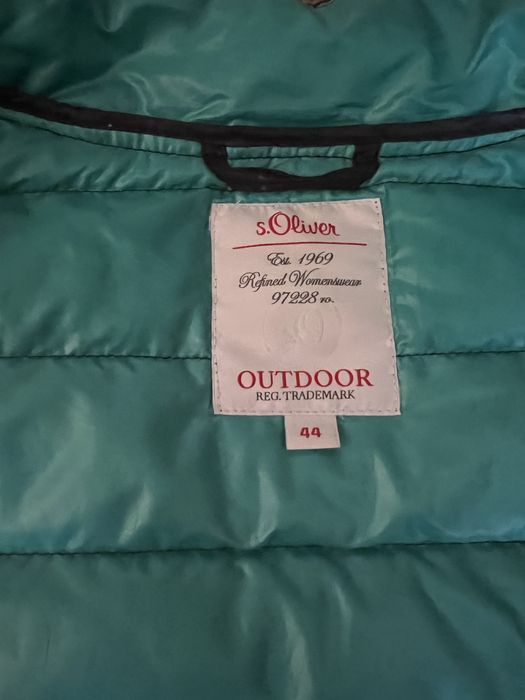 s.Oliver
Est. 1969
Refined Womenswear
97228 ro.
OUTDOOR
REG. TRADEMARK
44